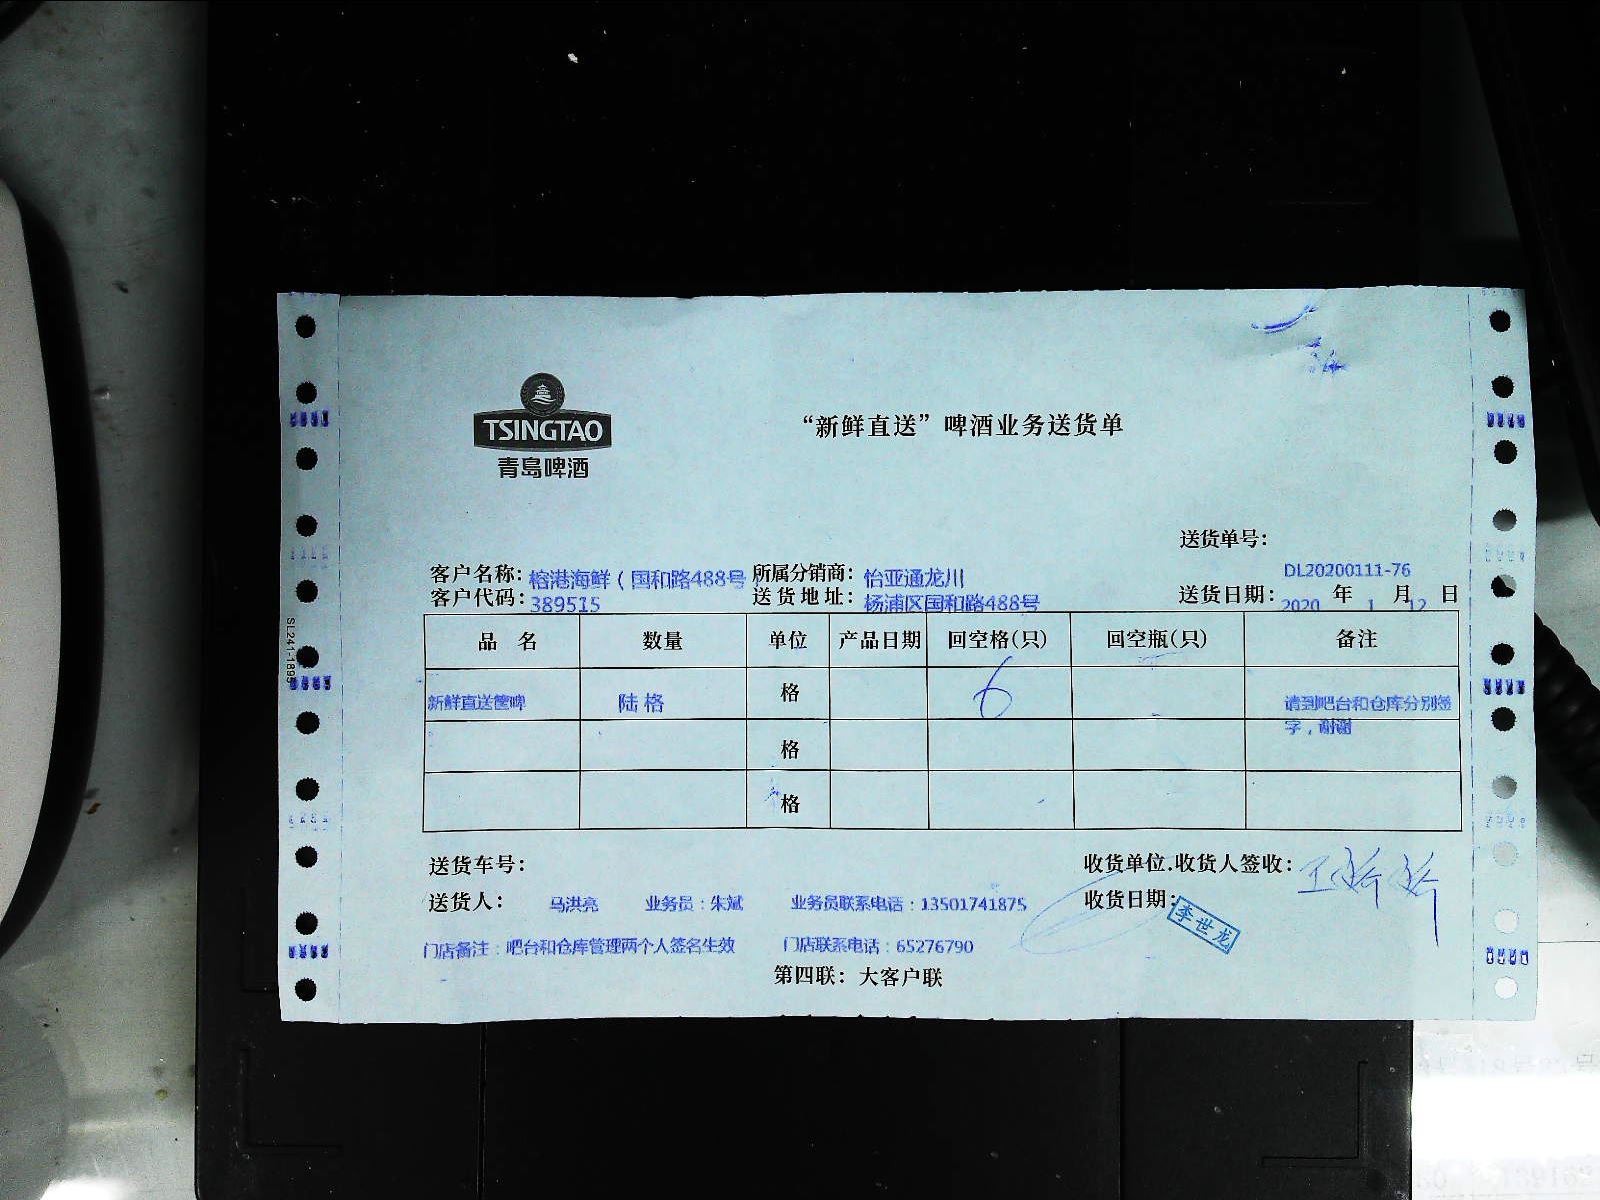 TSINGTAO
青岛啤酒
“新鲜直送”啤酒业务送货单
送货单号：
DL20200111-76
客户名称：榕港海鲜（国和路488号 所属分销商：怡亚通龙川
客户代码：389515 送货地址：杨浦区国和路488号 送货日期：2020 年 1 月 12 日
品 名 数量 单位 产品日期 回空格(只) 回空瓶(只) 备注
新鲜直送筐啤 陆格 格 6 请到吧台和仓库分别签字，谢谢
格
格
送货车号： 收货单位.收货人签收：
送货人： 马洪亮 业务员：朱斌 业务员联系电话：13501741875 收货日期：
李世龙
门店备注：吧台和仓库管理两个人签名生效 门店联系电话：65276790
第四联：大客户联